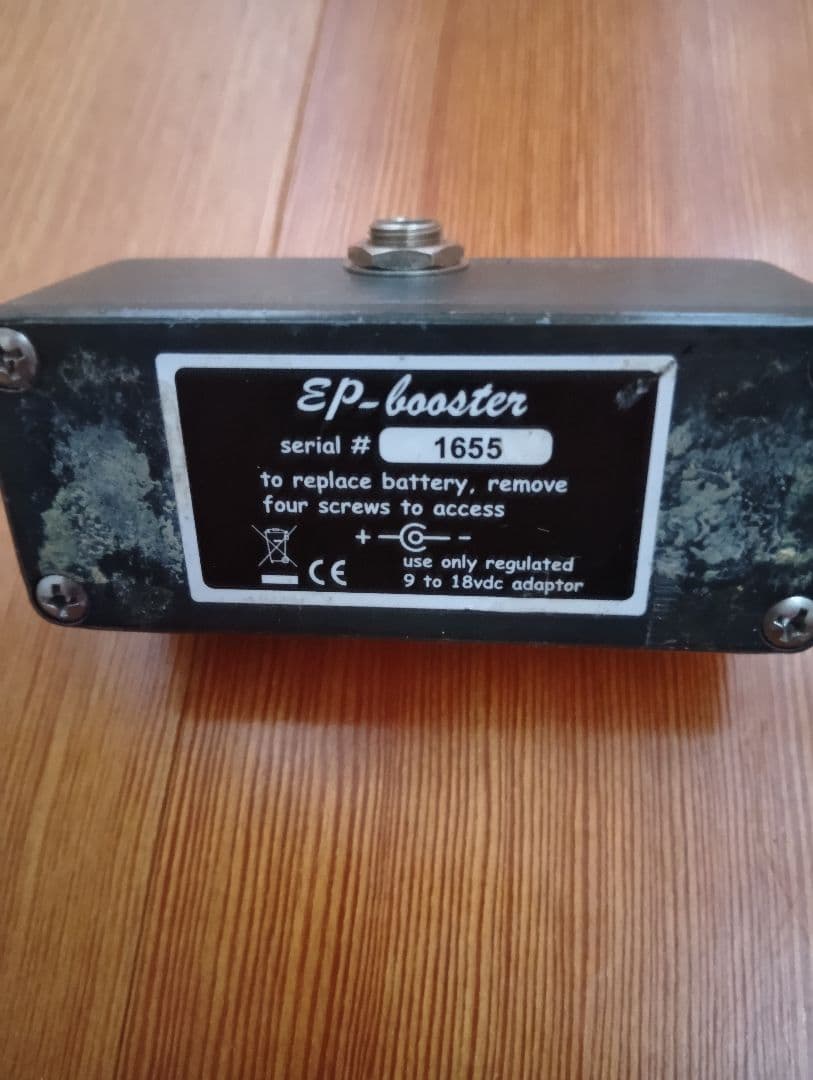 EP-booster
serial # 1655
to replace battery, remove
four screws to access
+ -
use only regulated
CE 9 to 18vdc adaptor